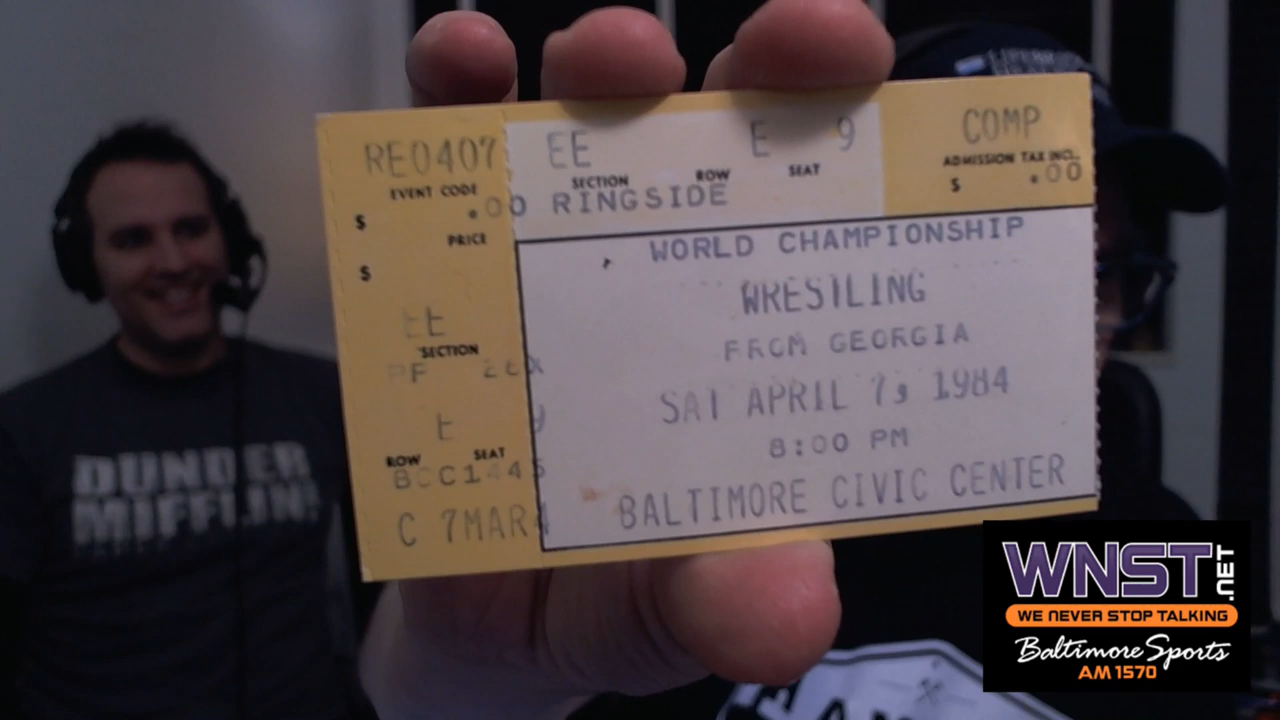 RE0407
EVENT CODE
$ .00
PRICE
$
EE
SECTION
E 9
ROW SEAT
C 7MAR4
EE E 9
SECTION ROW SEAT
RINGSIDE
COMP
ADMISSION TAX INCL.
$ .00
WORLD CHAMPIONSHIP
WRESTLING
FROM GEORGIA
SAT APRIL 7, 1984
8:00 PM
BALTIMORE CIVIC CENTER
DUNDER
MIFFLIN
WNST.NET
WE NEVER STOP TALKING
Baltimore Sports
AM 1570